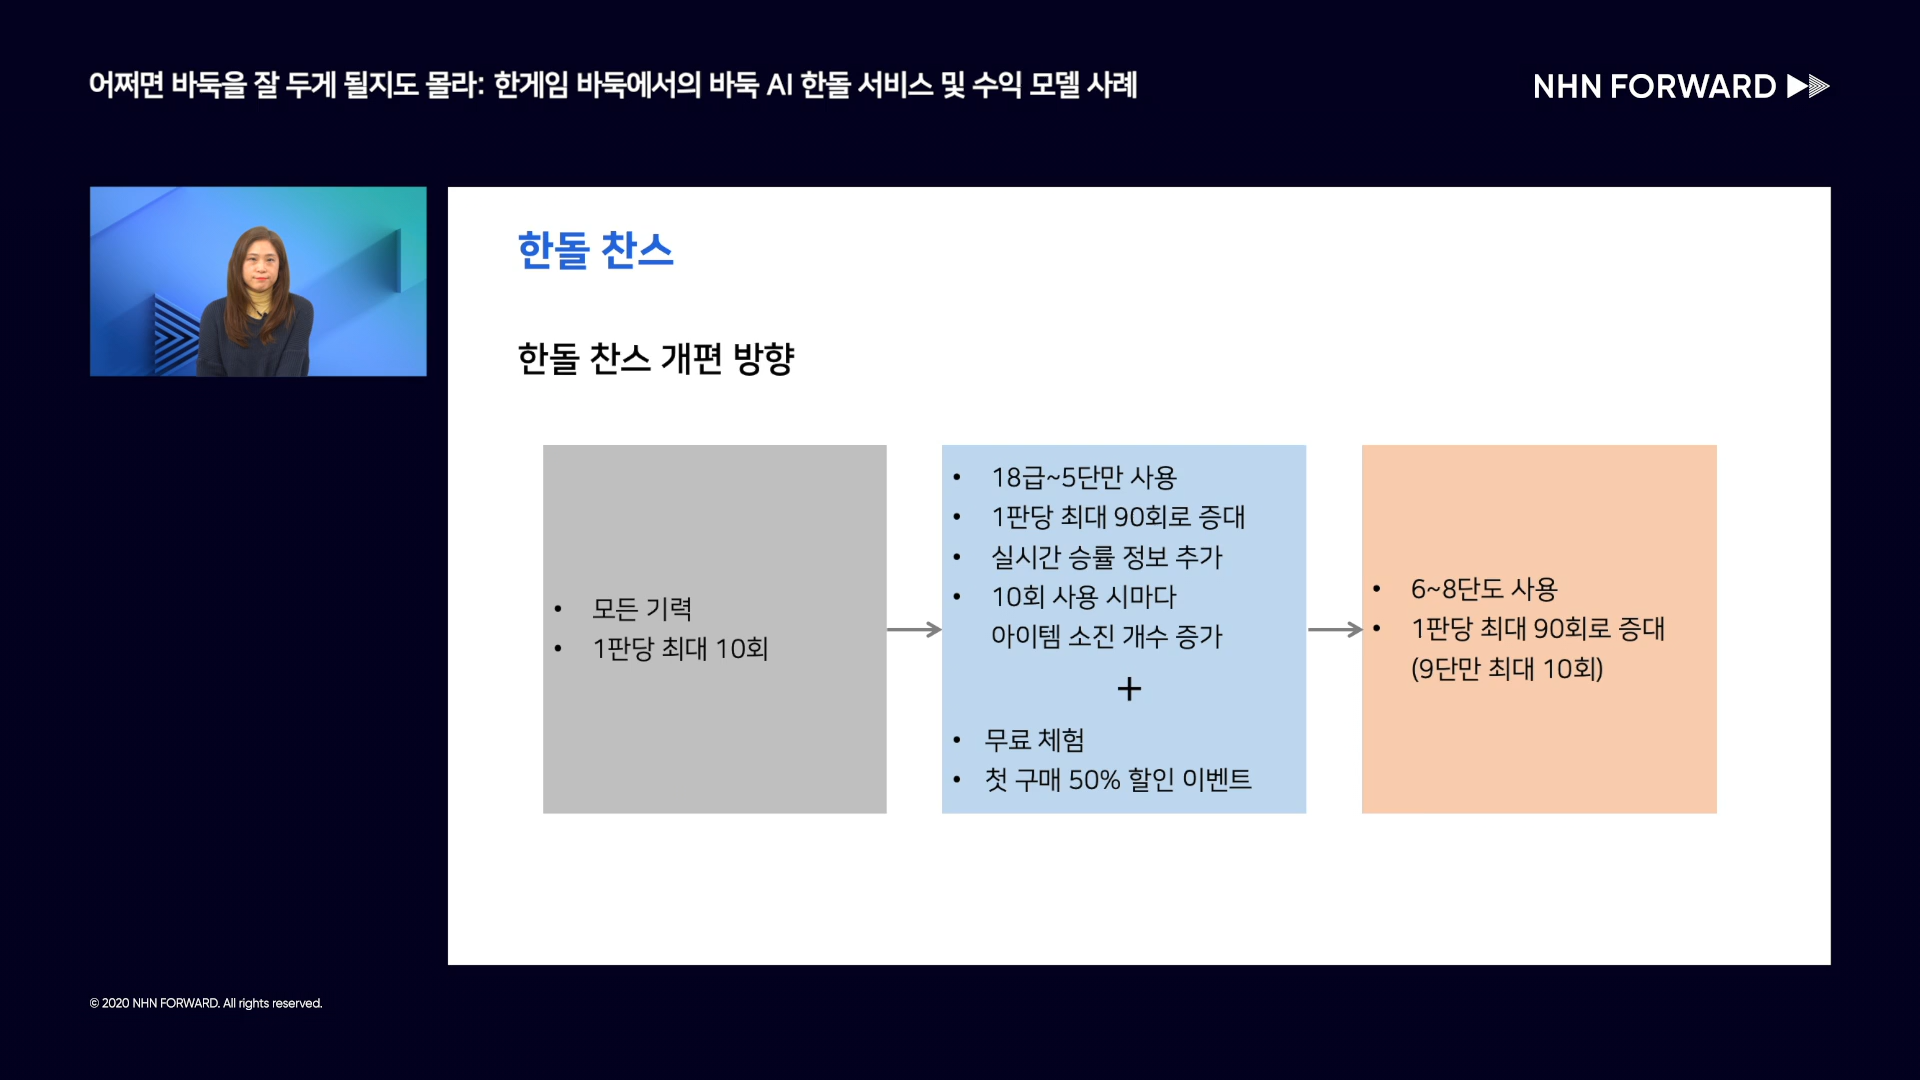 어쩌면 바둑을 잘 두게 될지도 몰라: 한게임 바둑에서의 바둑 AI 한돌 서비스 및 수익 모델 사례
NHN FORWARD
한돌 찬스
한돌 찬스 개편 방향
• 모든 기력
• 1판당 최대 10회
• 18급~5단만 사용
• 1판당 최대 90회로 증대
• 실시간 승률 정보 추가
• 10회 사용 시마다
아이템 소진 개수 증가
+
• 무료 체험
• 첫 구매 50% 할인 이벤트
• 6~8단도 사용
• 1판당 최대 90회로 증대
(9단만 최대 10회)
© 2020 NHN FORWARD. All rights reserved.